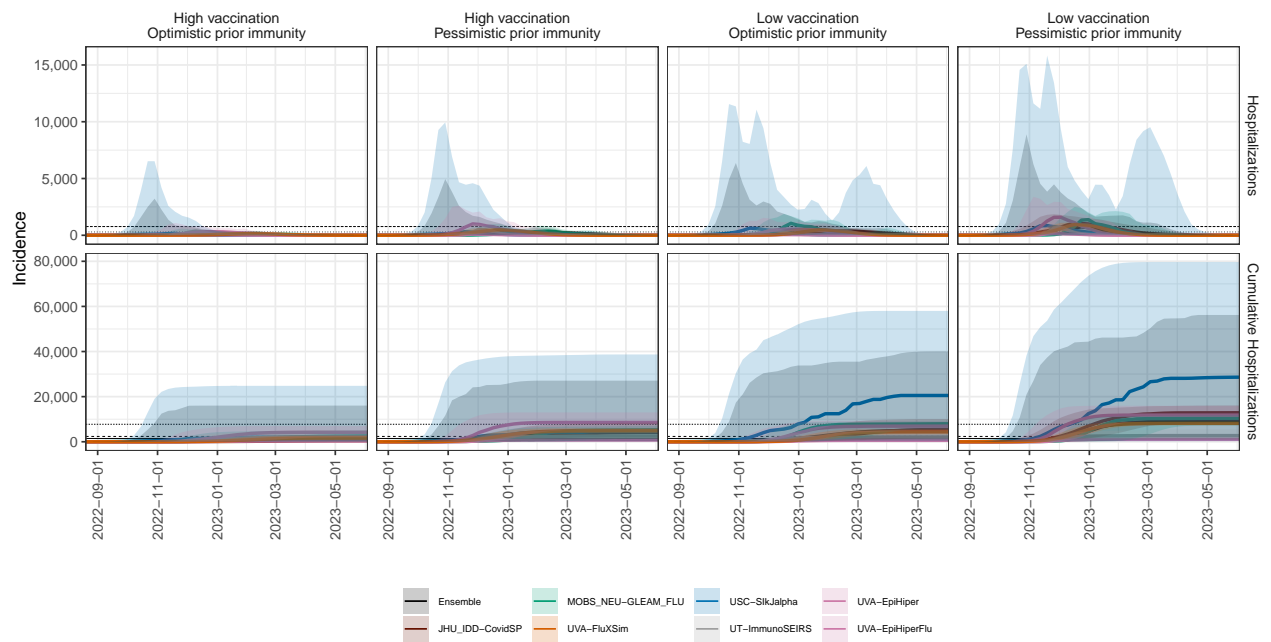 High vaccination
Optimistic prior immunity
High vaccination
Pessimistic prior immunity
Low vaccination
Optimistic prior immunity
Low vaccination
Pessimistic prior immunity
Incidence
15,000
10,000
5,000
0
Hospitalizations
80,000
60,000
40,000
20,000
0
Cumulative Hospitalizations
2022−09−01
2022−11−01
2023−01−01
2023−03−01
2023−05−01
2022−09−01
2022−11−01
2023−01−01
2023−03−01
2023−05−01
2022−09−01
2022−11−01
2023−01−01
2023−03−01
2023−05−01
2022−09−01
2022−11−01
2023−01−01
2023−03−01
2023−05−01
Ensemble
MOBS_NEU−GLEAM_FLU
USC−SIkJalpha
UVA−EpiHiper
JHU_IDD−CovidSP
UVA−FluXSim
UT−ImmunoSEIRS
UVA−EpiHiperFlu